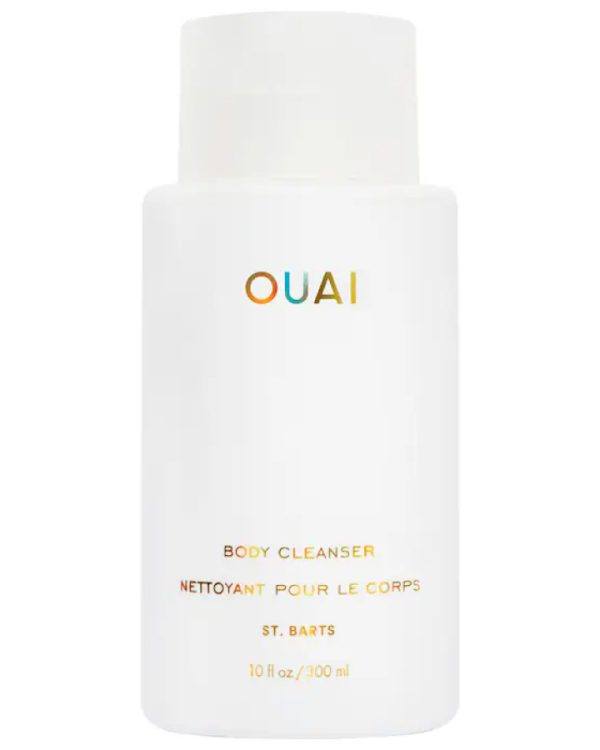 OUAI
BODY CLEANSER
NETTOYANT POUR LE CORPS
ST. BARTS
10 fl oz / 300 ml